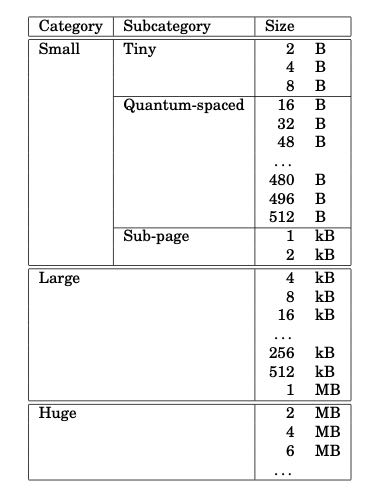 Category Subcategory Size
Small Tiny 2 B
4 B
8 B
Quantum-spaced 16 B
32 B
48 B
...
480 B
496 B
512 B
Sub-page 1 kB
2 kB
Large 4 kB
8 kB
16 kB
...
256 kB
512 kB
1 MB
Huge 2 MB
4 MB
6 MB
...